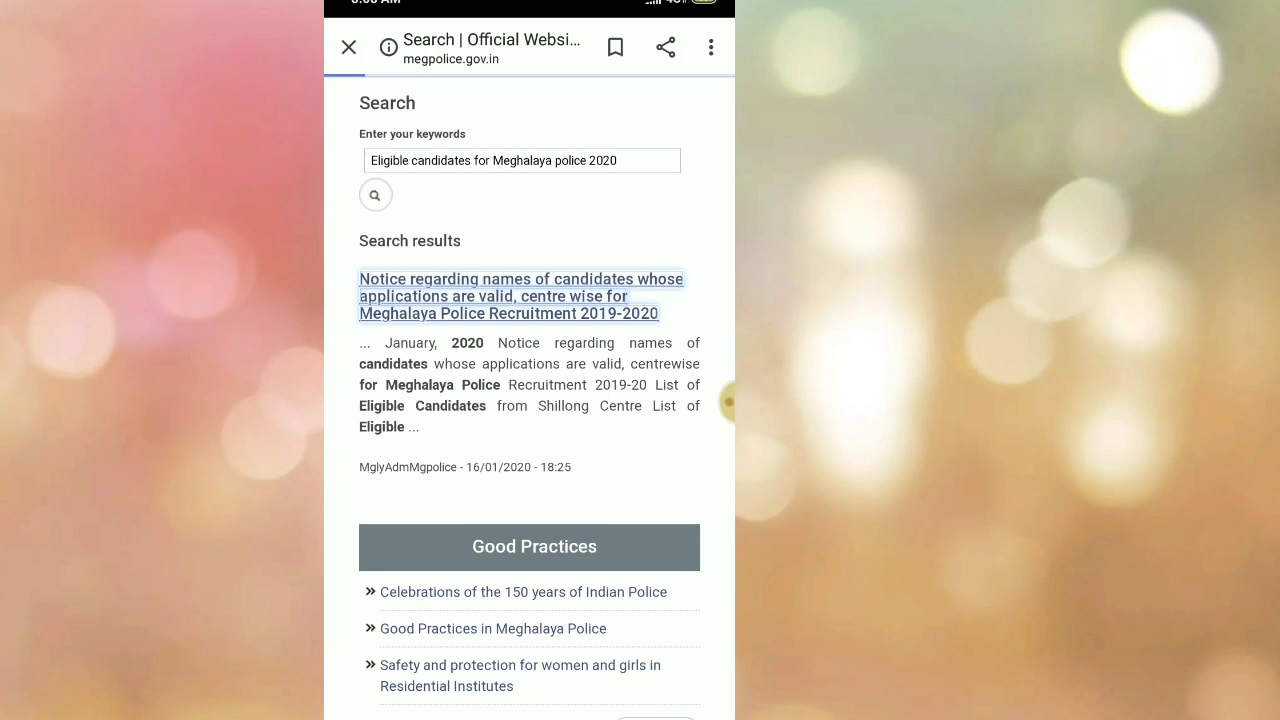 Search | Official Websi...
megpolice.gov.in
Search
Enter your keywords
Eligible candidates for Meghalaya police 2020
Search results
Notice regarding names of candidates whose
applications are valid, centre wise for
Meghalaya Police Recruitment 2019-2020
... January, 2020 Notice regarding names of
candidates whose applications are valid, centrewise
for Meghalaya Police Recruitment 2019-20 List of
Eligible Candidates from Shillong Centre List of
Eligible ...
MglyAdmMgpolice - 16/01/2020 - 18:25
Good Practices
Celebrations of the 150 years of Indian Police
Good Practices in Meghalaya Police
Safety and protection for women and girls in
Residential Institutes